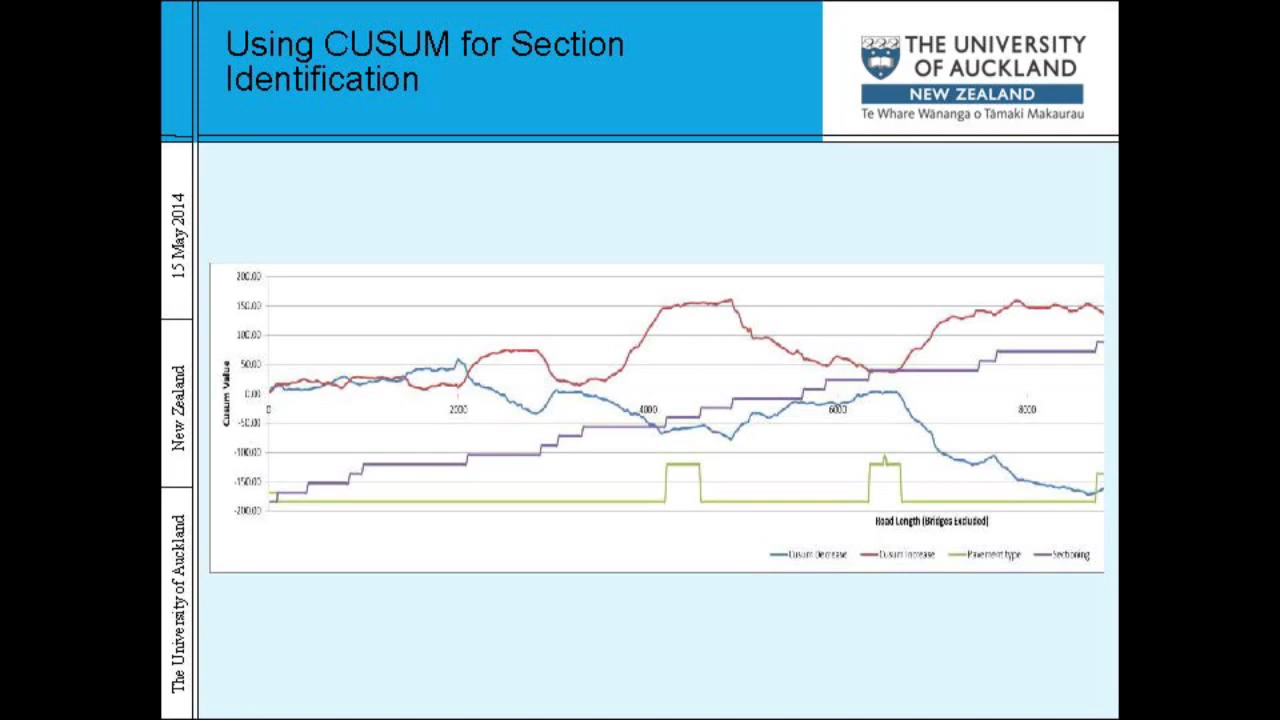 Using CUSUM for Section
Identification
THE UNIVERSITY
OF AUCKLAND
NEW ZEALAND
Te Whare Wānanga o Tāmaki Makaurau
15 May 2014
New Zealand
The University of Auckland
200.00
150.00
100.00
50.00
0.00
-50.00
-100.00
-150.00
-200.00
Cusum Value
0 2000 4000 6000 8000
Road Length (Bridges Excluded)
Cusum Decrease Cusum Increase Pavement type Sectioning